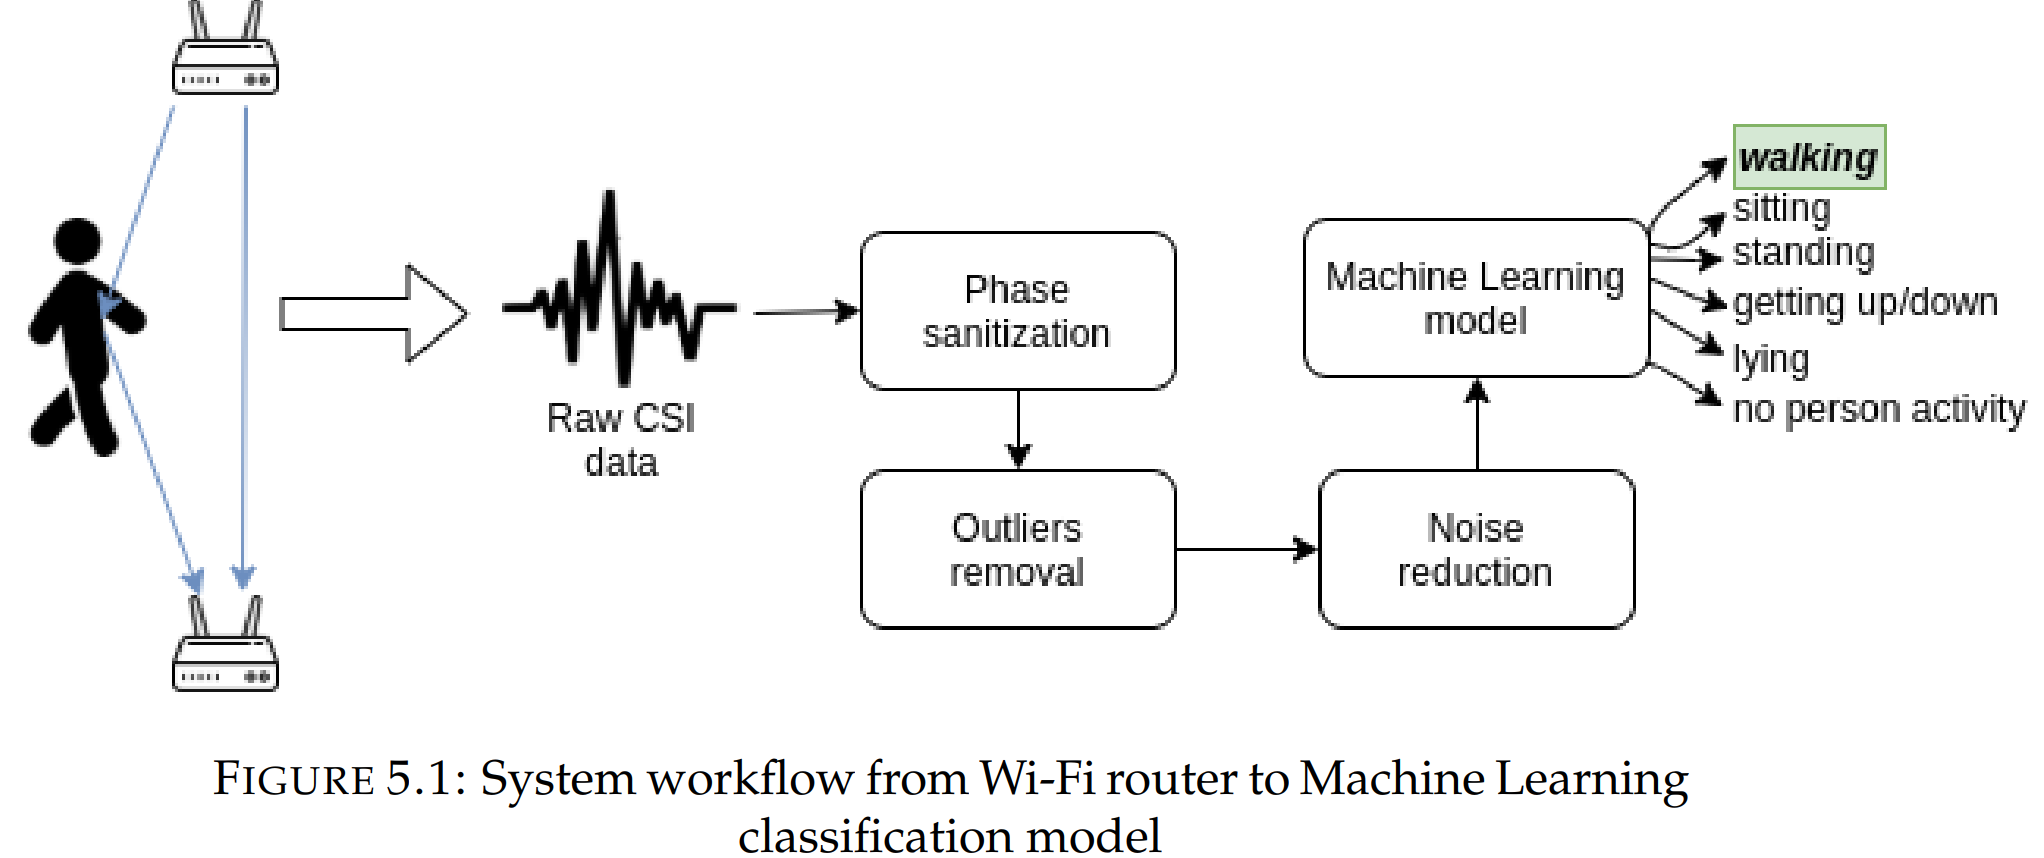 Raw CSI
data
Phase
sanitization
Outliers
removal
Noise
reduction
Machine Learning
model
walking
sitting
standing
getting up/down
lying
no person activity
FIGURE 5.1: System workflow from Wi-Fi router to Machine Learning
classification model